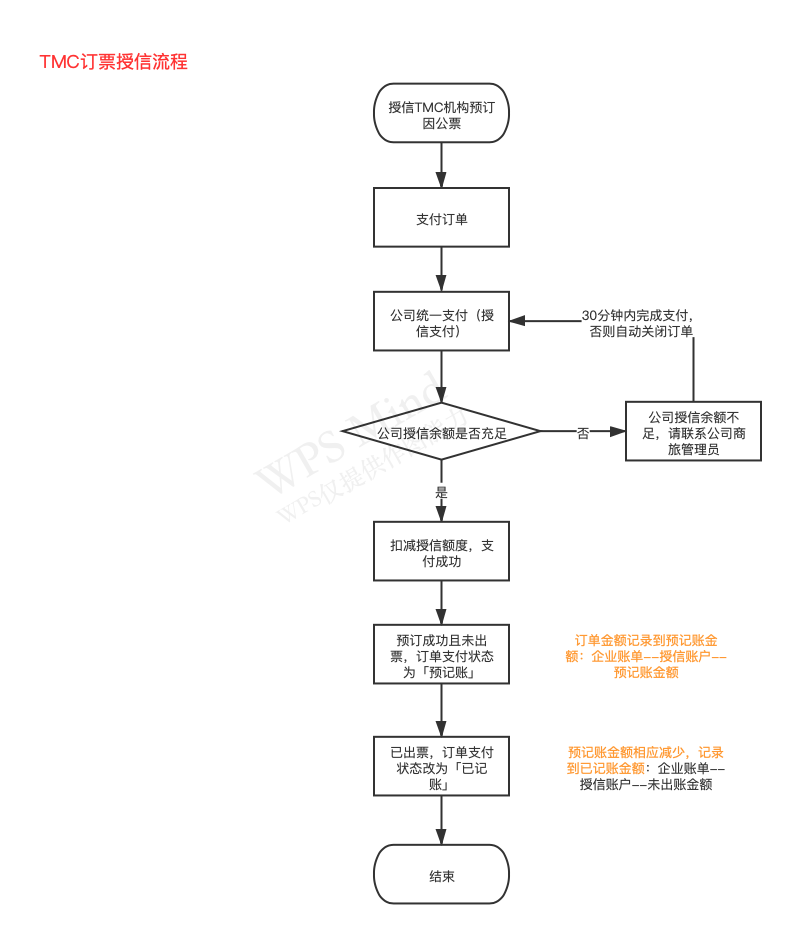 TMC订票授信流程
授信TMC机构预订
因公票
支付订单
公司统一支付（授
信支付）
30分钟内完成支付，
否则自动关闭订单
公司授信余额是否充足
否
公司授信余额不
足，请联系公司商
旅管理员
是
扣减授信额度，支
付成功
预订成功且未出
票，订单支付状态
为「预记账」
订单金额记录到预记账金
额：企业账单--授信账户--
预记账金额
已出票，订单支付
状态改为「已记
账」
预记账金额相应减少，记录
到已记账金额：企业账单--
授信账户--未出账金额
结束
WPS Mind